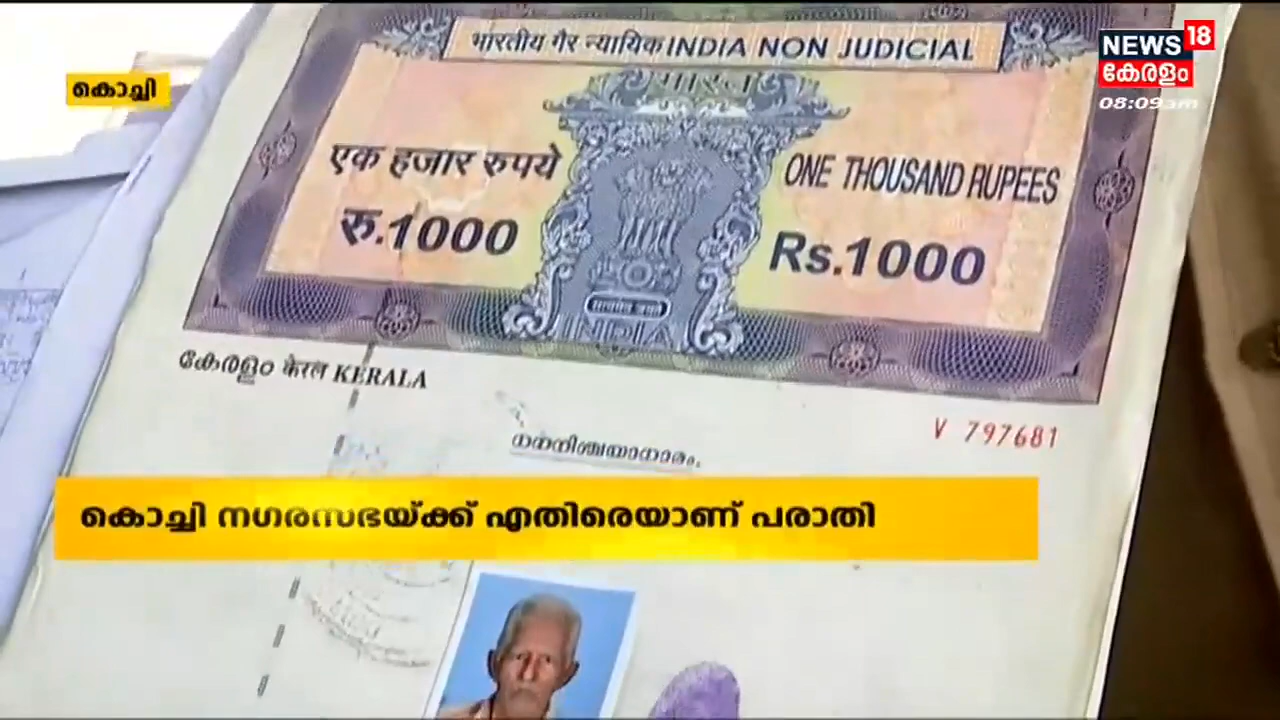 भारतीय गैर न्यायिक INDIA NON JUDICIAL
NEWS 18
കേരളം
08:09am
കൊച്ചി
भारत
एक हजार रुपये
ONE THOUSAND RUPEES
रु.1000
Rs.1000
INDIA
കേരളം केरल KERALA
V 797681
കൊച്ചി നഗരസഭയ്ക്ക് എതിരെയാണ് പരാതി